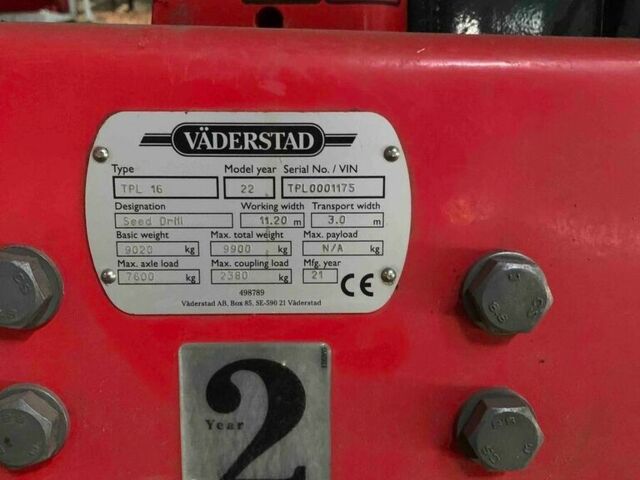 VÄDERSTAD
Type Model year Serial No. / VIN
TPL 16 22 TPL0001175
Designation Working width Transport width
Seed Drill 11.20 m 3.0 m
Basic weight Max. total weight Max. payload
9020 kg 9900 kg N/A kg
Max. axle load Max. coupling load Mfg. year
7600 kg 2380 kg 21 CE
498789
Väderstad AB, Box 85, SE-590 21 Väderstad
Year 2
8.8